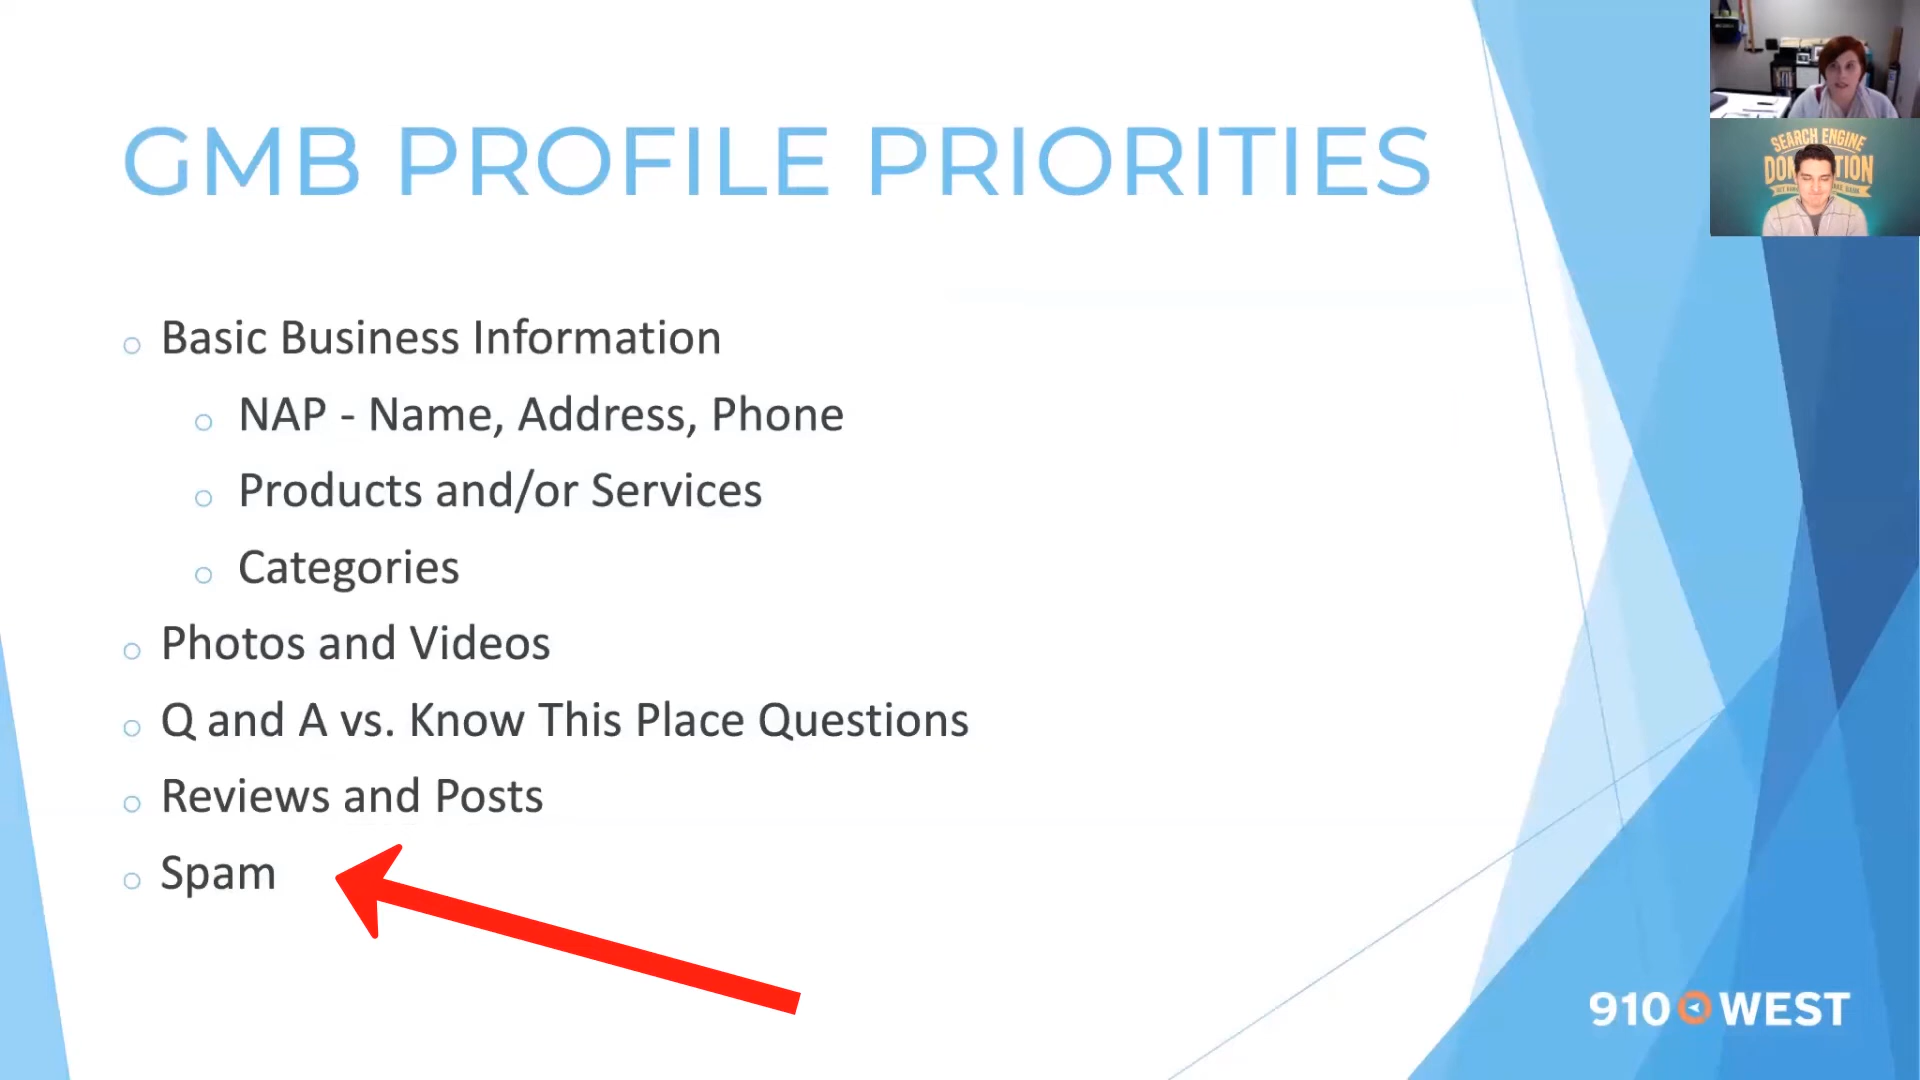 GMB PROFILE PRIORITIES
Basic Business Information
NAP - Name, Address, Phone
Products and/or Services
Categories
Photos and Videos
Q and A vs. Know This Place Questions
Reviews and Posts
Spam
SEARCH ENGINE
910 WEST